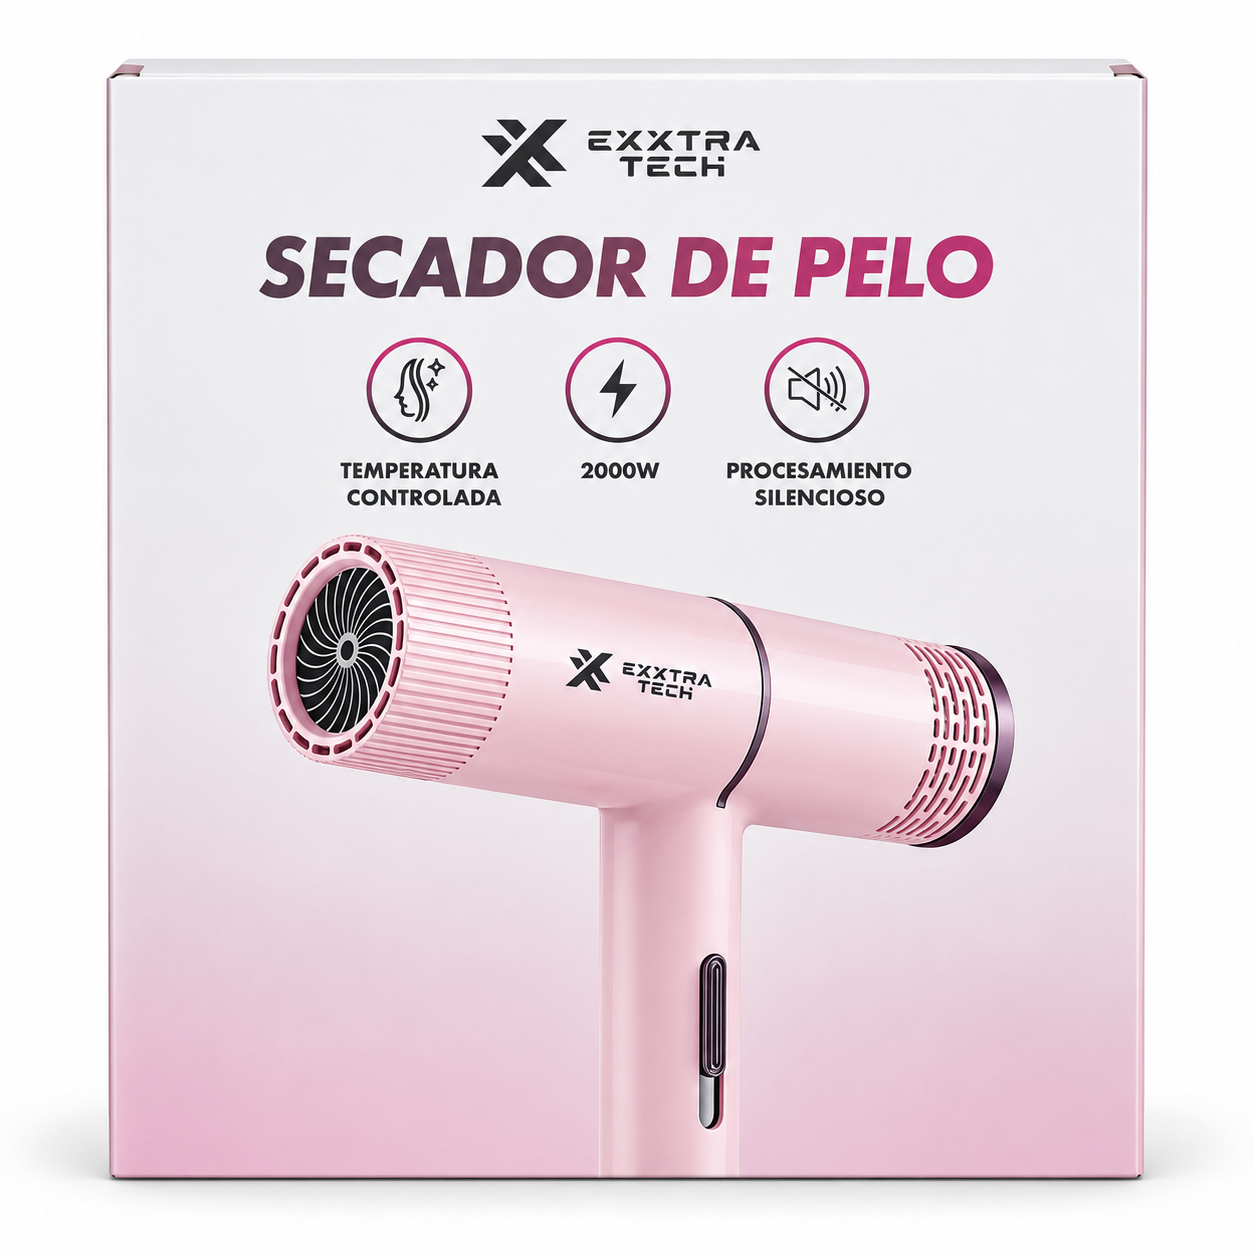 EXXTRA
TECH
SECADOR DE PELO
TEMPERATURA
CONTROLADA
2000W
PROCESAMIENTO
SILENCIOSO
EXXTRA
TECH